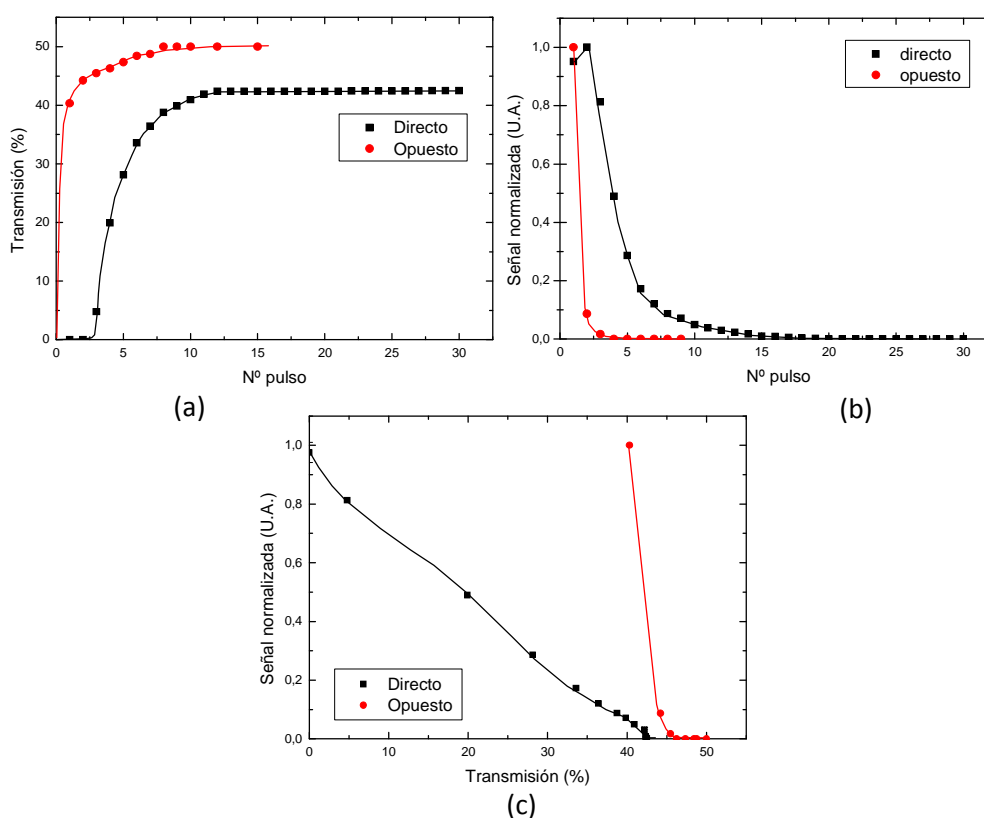 50
40
30
20
10
0
Transmisión (%)
Directo
Opuesto
0 5 10 15 20 25 30
Nº pulso
(a)
1,0
0,8
0,6
0,4
0,2
0,0
Señal normalizada (U.A.)
directo
opuesto
0 5 10 15 20 25 30
Nº pulso
(b)
1,0
0,8
0,6
0,4
0,2
0,0
Señal normalizada (U.A.)
Directo
Opuesto
0 10 20 30 40 50
Transmisión (%)
(c)